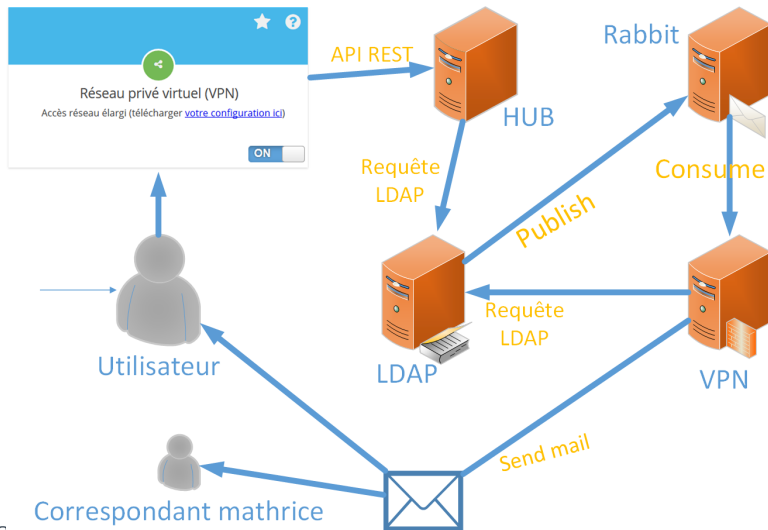 Réseau privé virtuel (VPN)
Accès réseau élargi (télécharger votre configuration ici)
ON
API REST
HUB
Rabbit
Requête
LDAP
Publish
Consume
Requête
LDAP
LDAP
VPN
Utilisateur
Send mail
Correspondant mathrice